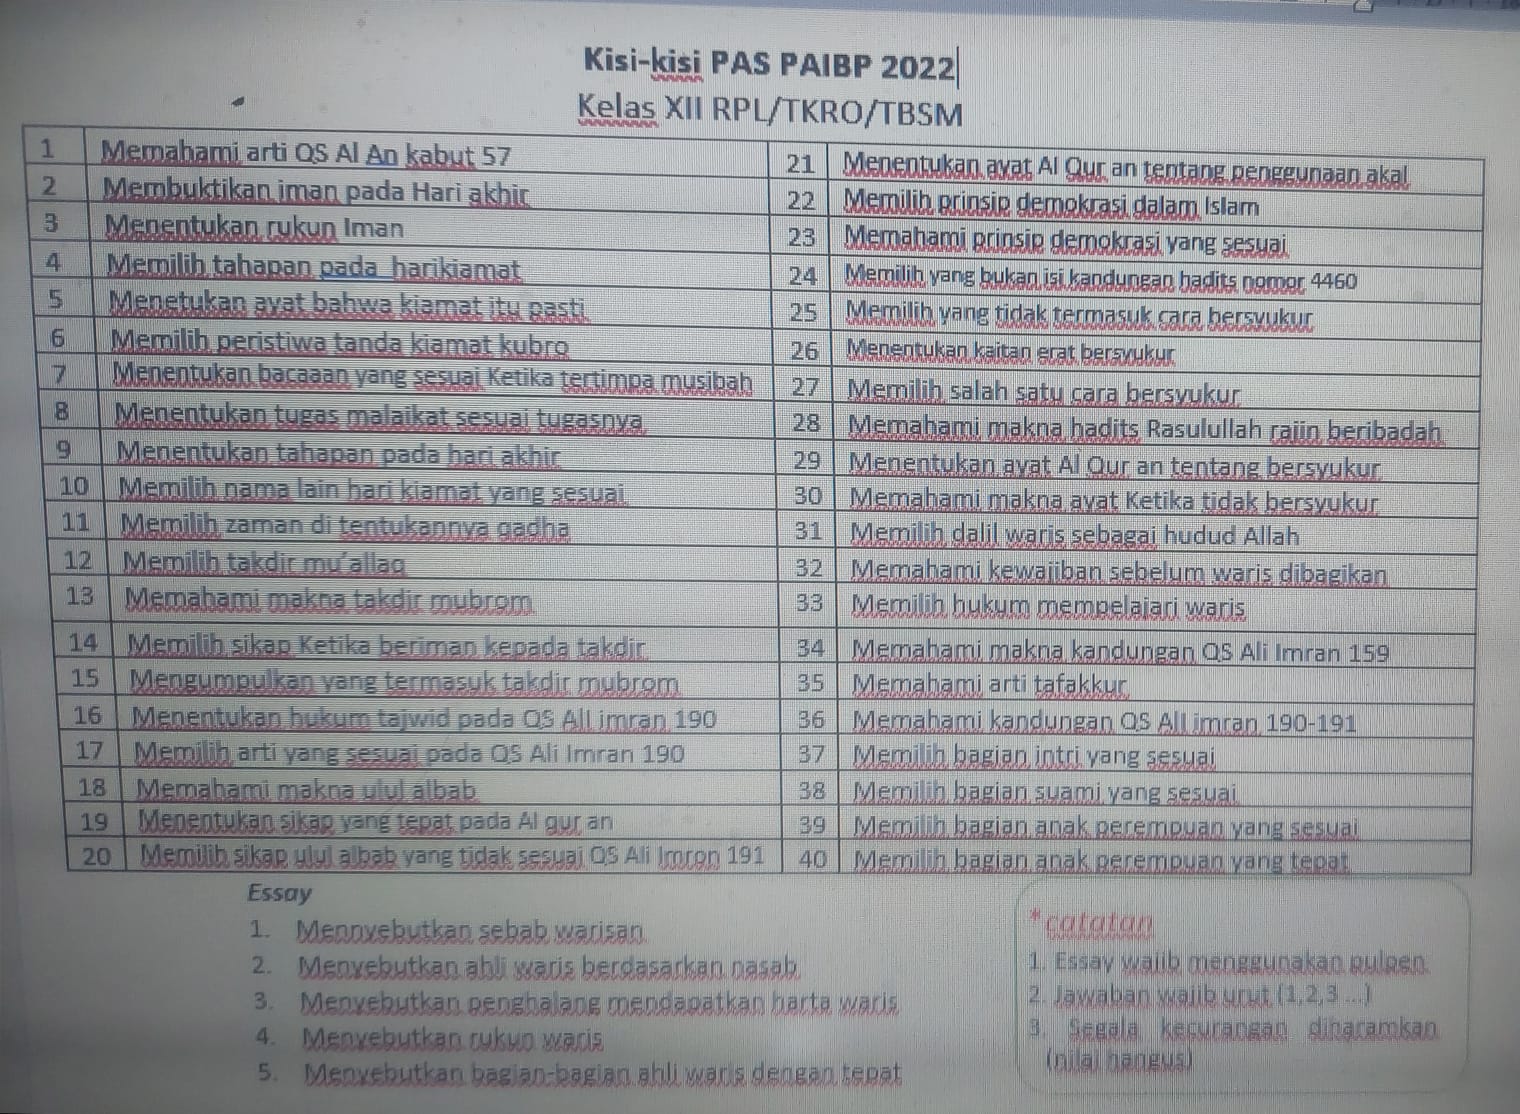 Kisi-kisi PAS PAIBP 2022
Kelas XII RPL/TKRO/TBSM
1 Memahami arti QS Al An kabut 57
2 Membuktikan iman pada Hari akhir
3 Menentukan rukun Iman
4 Memilih tahapan pada harikiamat
5 Menetukan ayat bahwa kiamat itu pasti
6 Memilih peristiwa tanda kiamat kubro
7 Menentukan bacaaan yang sesuai Ketika tertimpa musibah
8 Menentukan tugas malaikat sesuai tugasnya
9 Menentukan tahapan pada hari akhir
10 Memilih nama lain hari kiamat yang sesuai
11 Memilih zaman di tentukannya qadha
12 Memilih takdir mu'allaq
13 Memahami makna takdir mubrom
14 Memilih sikap Ketika beriman kepada takdir
15 Mengumpulkan yang termasuk takdir mubrom
16 Menentukan hukum tajwid pada QS ALI imran 190
17 Memilih arti yang sesuai pada QS Ali Imran 190
18 Memahami makna ulul albab
19 Menentukan sikap yang tepat pada Al qur an
20 Memilih sikap ulul albab yang tidak sesuai QS Ali Imron 191
21 Menentukan ayat Al Qur an tentang penggunaan akal
22 Memilih prinsip demokrasi dalam Islam
23 Memahami prinsip demokrasi yang sesuai
24 Memilih yang bukan isi kandungan hadits nomor 4460
25 Memilih yang tidak termasuk cara bersyukur
26 Menentukan kaitan erat bersyukur
27 Memilih salah satu cara bersyukur
28 Memahami makna hadits Rasulullah rajin beribadah
29 Menentukan ayat Al Qur an tentang bersyukur
30 Memahami makna ayat Ketika tidak bersyukur
31 Memilih dalil waris sebagai hudud Allah
32 Memahami kewajiban sebelum waris dibagikan
33 Memilih hukum mempelajari waris
34 Memahami makna kandungan QS Ali Imran 159
35 Memahami arti tafakkur
36 Memahami kandungan QS ALI imran 190-191
37 Memilih bagian intri yang sesuai
38 Memilih bagian suami yang sesuai
39 Memilih bagian anak perempuan yang sesuai
40 Memilih bagian anak perempuan yang tepat
Essay
1. Mennyebutkan sebab warisan
2. Menyebutkan ahli waris berdasarkan nasab
3. Menyebutkan penghalang mendapatkan harta waris
4. Menyebutkan rukun waris
5. Menyebutkan bagian-bagian ahli waris dengan tepat
*catatan
1. Essay wajib menggunakan pulpen
2. Jawaban wajib urut (1,2,3 ...)
3. Segala kecurangan diharamkan
(nilai hangus)